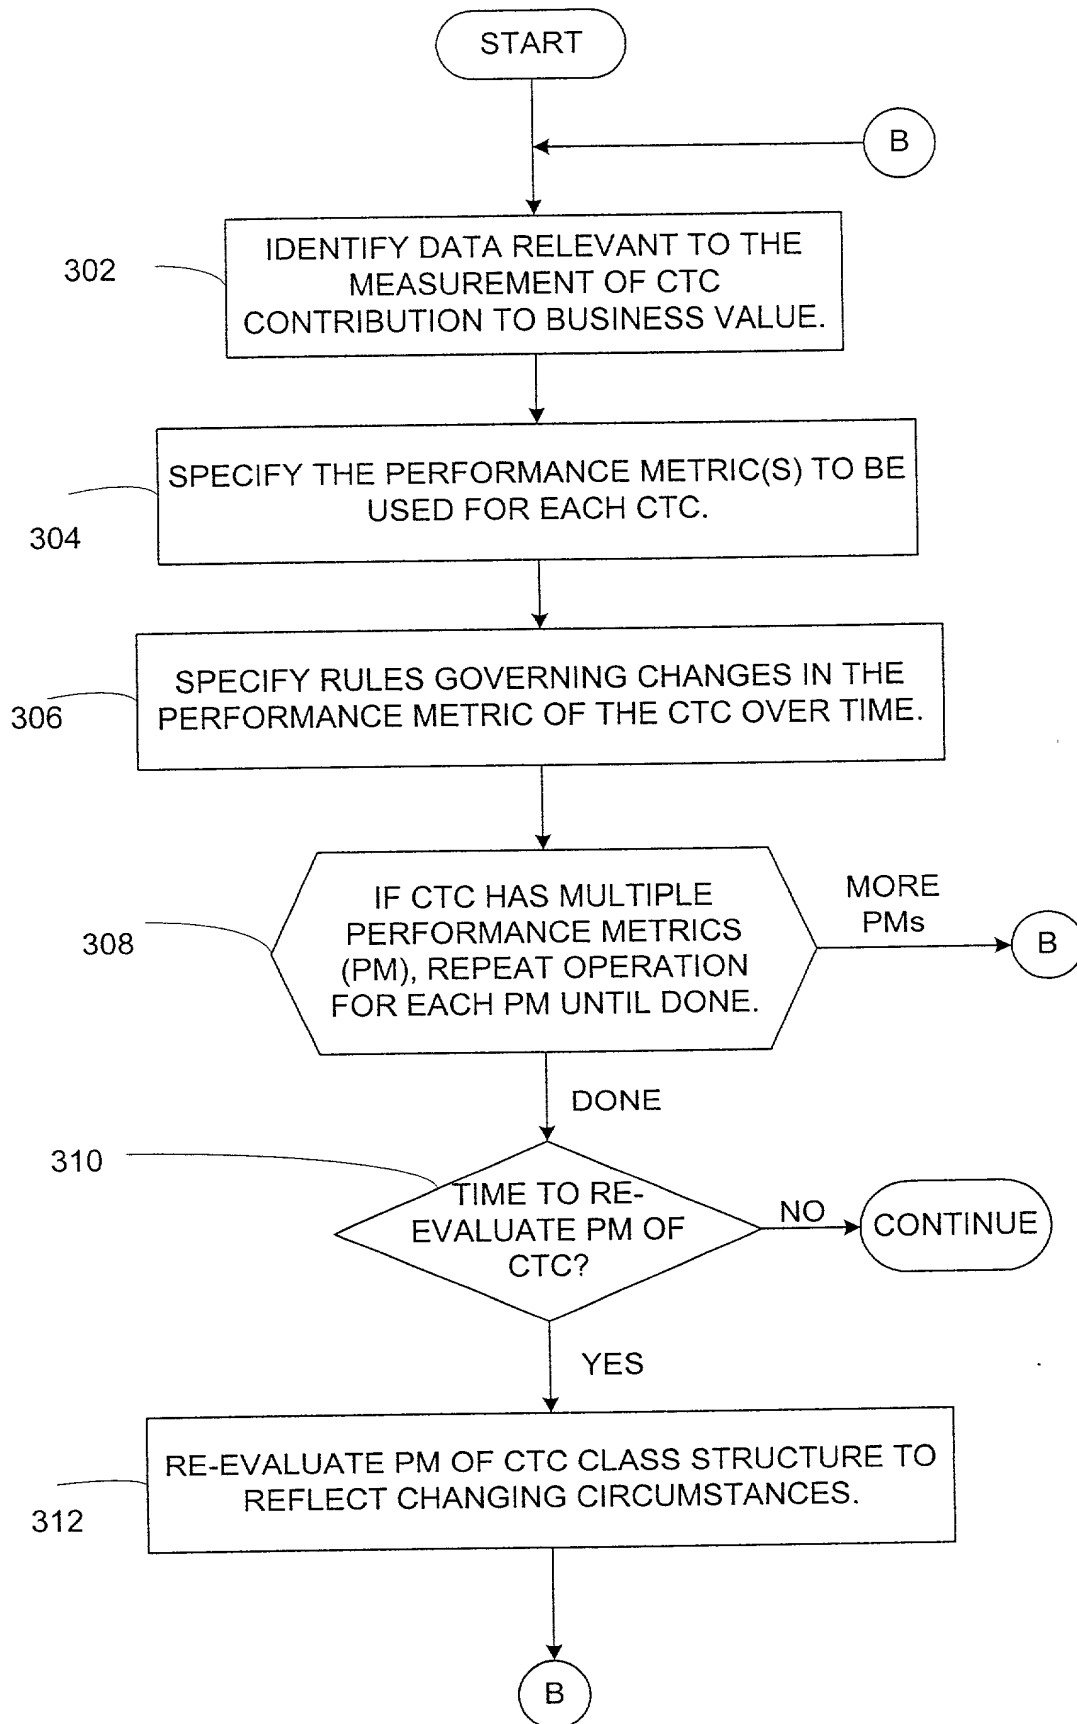 START
B
302
IDENTIFY DATA RELEVANT TO THE
MEASUREMENT OF CTC
CONTRIBUTION TO BUSINESS VALUE.
304
SPECIFY THE PERFORMANCE METRIC(S) TO BE
USED FOR EACH CTC.
306
SPECIFY RULES GOVERNING CHANGES IN THE
PERFORMANCE METRIC OF THE CTC OVER TIME.
308
IF CTC HAS MULTIPLE
PERFORMANCE METRICS
(PM), REPEAT OPERATION
FOR EACH PM UNTIL DONE.
MORE
PMs
B
DONE
310
TIME TO RE-
EVALUATE PM OF
CTC?
NO
CONTINUE
YES
312
RE-EVALUATE PM OF CTC CLASS STRUCTURE TO
REFLECT CHANGING CIRCUMSTANCES.
B